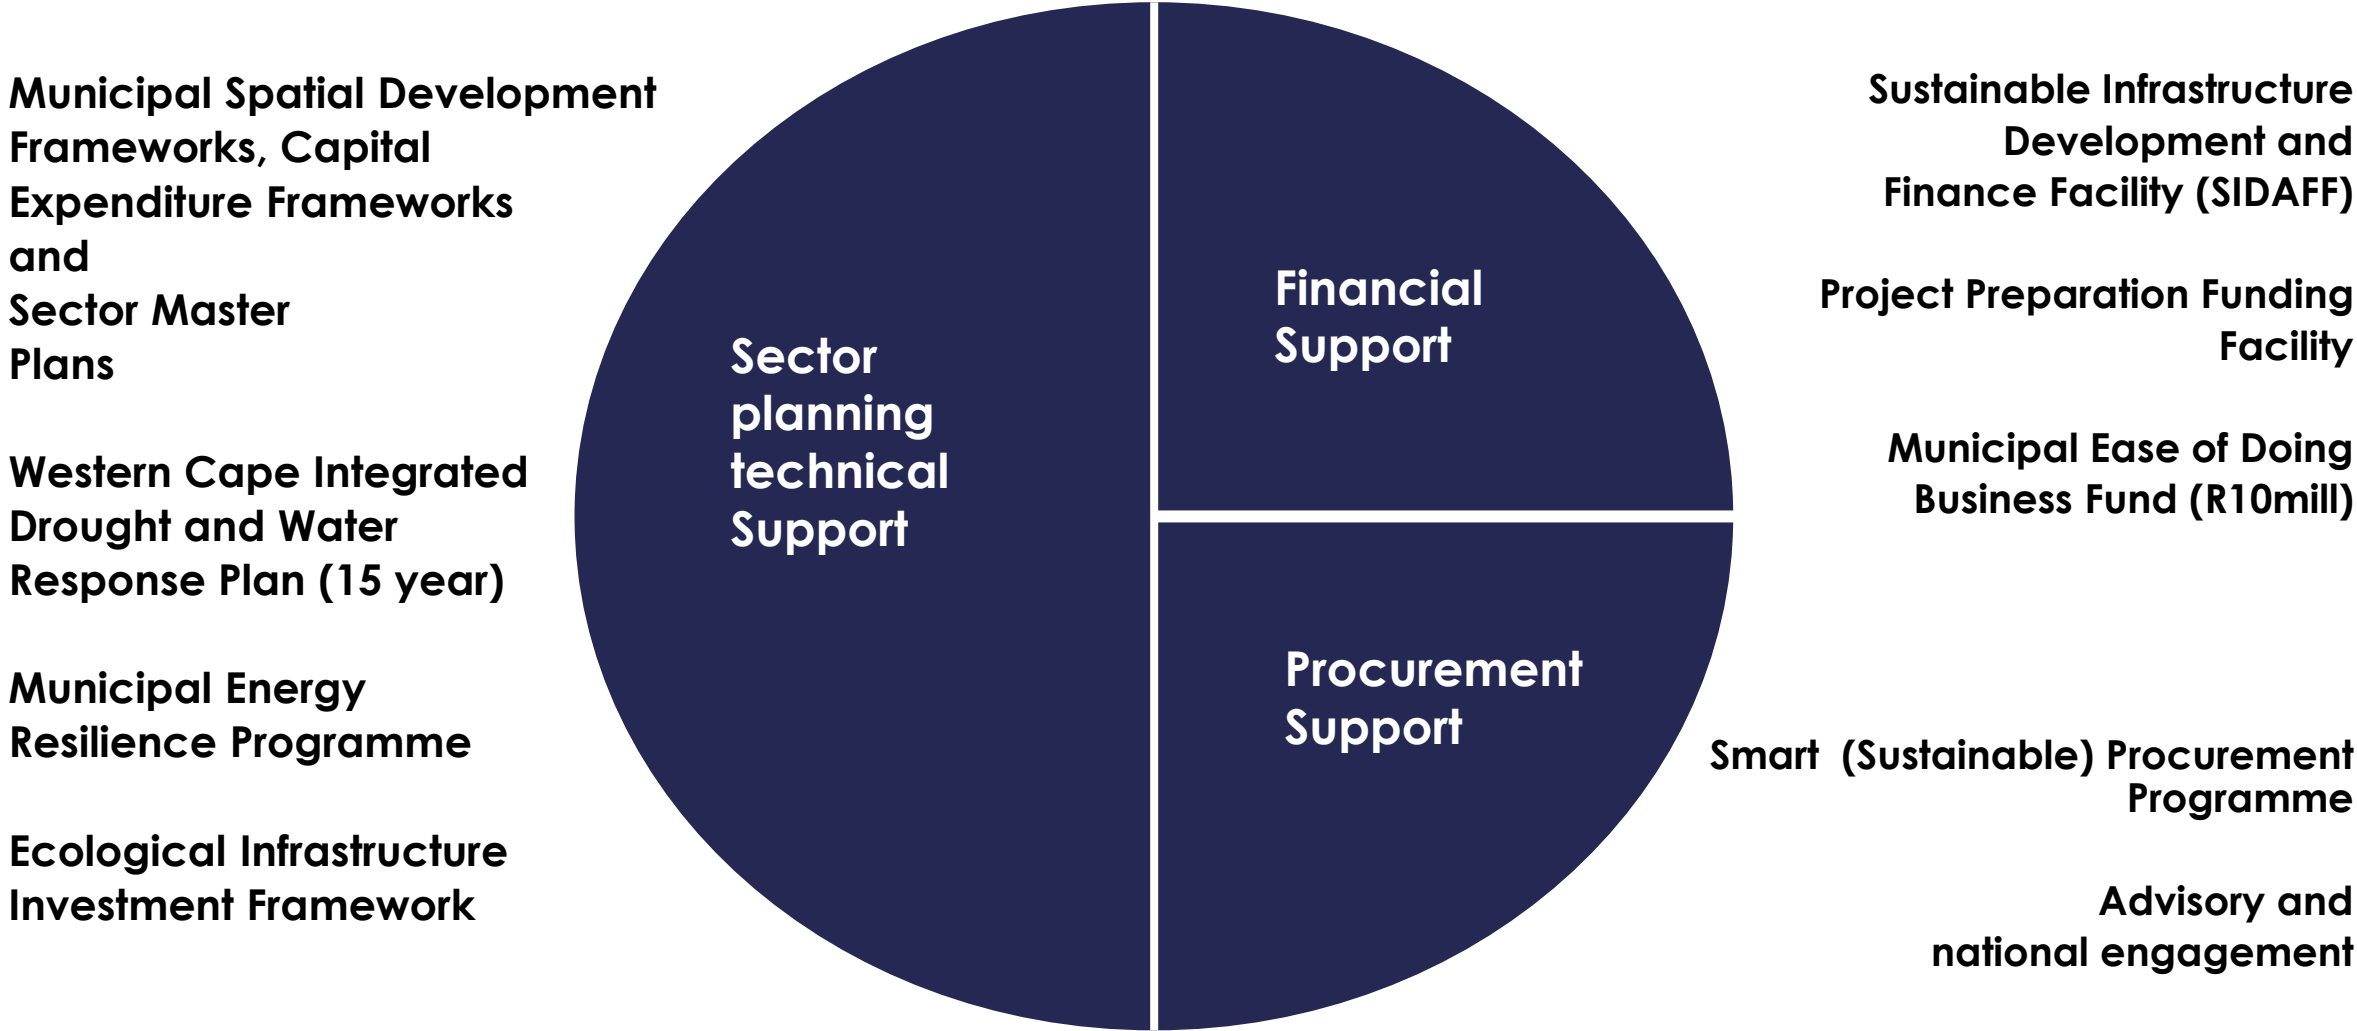 Municipal Spatial Development
Frameworks, Capital
Expenditure Frameworks
and
Sector Master
Plans
Western Cape Integrated
Drought and Water
Response Plan (15 year)
Municipal Energy
Resilience Programme
Ecological Infrastructure
Investment Framework
Sector
planning
technical
Support
Financial
Support
Procurement
Support
Sustainable Infrastructure
Development and
Finance Facility (SIDAFF)
Project Preparation Funding
Facility
Municipal Ease of Doing
Business Fund (R10mill)
Smart  (Sustainable) Procurement
Programme
Advisory and
national engagement